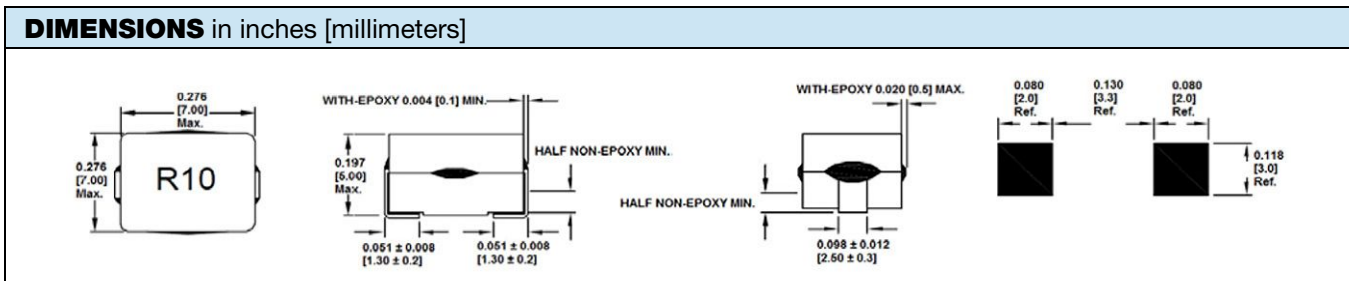 DIMENSIONS in inches [millimeters]
0.276
[7.00]
Max.
0.276
[7.00]
Max.
R10
WITH-EPOXY 0.004 [0.1] MIN.
0.197
[5.00]
Max.
HALF NON-EPOXY MIN.
0.051 ± 0.008
[1.30 ± 0.2]
0.051 ± 0.008
[1.30 ± 0.2]
WITH-EPOXY 0.020 [0.5] MAX.
HALF NON-EPOXY MIN.
0.098 ± 0.012
[2.50 ± 0.3]
0.080
[2.0]
Ref.
0.130
[3.3]
Ref.
0.080
[2.0]
Ref.
0.118
[3.0]
Ref.